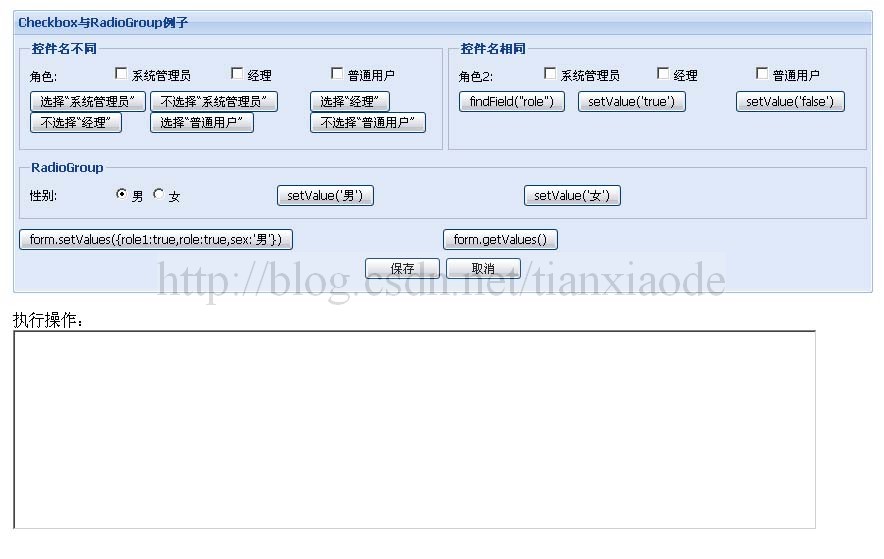 Checkbox与RadioGroup例子
控件名不同
角色: 系统管理员 经理 普通用户
选择“系统管理员” 不选择“系统管理员” 选择“经理”
不选择“经理” 选择“普通用户” 不选择“普通用户”
控件名相同
角色2: 系统管理员 经理 普通用户
findField("role") setValue('true') setValue('false')
RadioGroup
性别: 男 女 setValue('男') setValue('女')
form.setValues({role1:true,role:true,sex:'男'}) form.getValues()
保存 取消
http://blog.csdn.net/tianxiaode
执行操作：